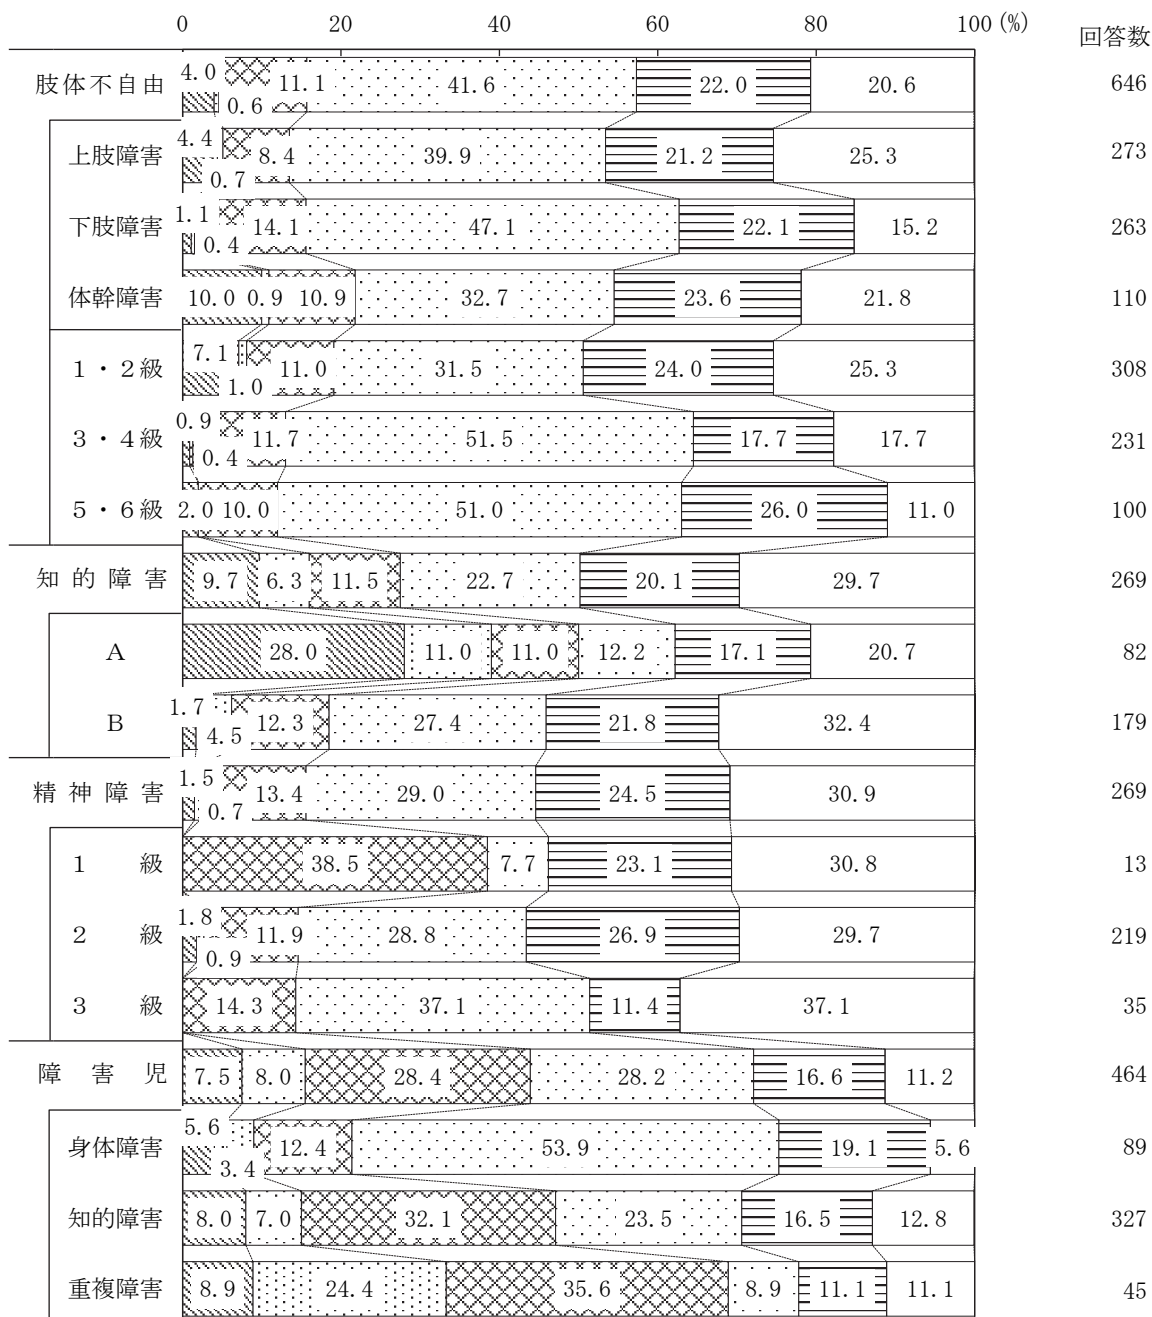 0 20 40 60 80 100 (%) 回答数
肢体不自由 4.0 0.6 11.1 41.6 22.0 20.6 646
上肢障害 4.4 0.7 8.4 39.9 21.2 25.3 273
下肢障害 1.1 0.4 14.1 47.1 22.1 15.2 263
体幹障害 10.0 0.9 10.9 32.7 23.6 21.8 110
1・2級 7.1 1.0 11.0 31.5 24.0 25.3 308
3・4級 0.9 0.4 11.7 51.5 17.7 17.7 231
5・6級 2.0 10.0 51.0 26.0 11.0 100
知的障害 9.7 6.3 11.5 22.7 20.1 29.7 269
A 28.0 11.0 11.0 12.2 17.1 20.7 82
B 1.7 4.5 12.3 27.4 21.8 32.4 179
精神障害 1.5 0.7 13.4 29.0 24.5 30.9 269
1級 38.5 7.7 23.1 30.8 13
2級 1.8 0.9 11.9 28.8 26.9 29.7 219
3級 14.3 37.1 11.4 37.1 35
障害児 7.5 8.0 28.4 28.2 16.6 11.2 464
身体障害 5.6 3.4 12.4 53.9 19.1 5.6 89
知的障害 8.0 7.0 32.1 23.5 16.5 12.8 327
重複障害 8.9 24.4 35.6 8.9 11.1 11.1 45